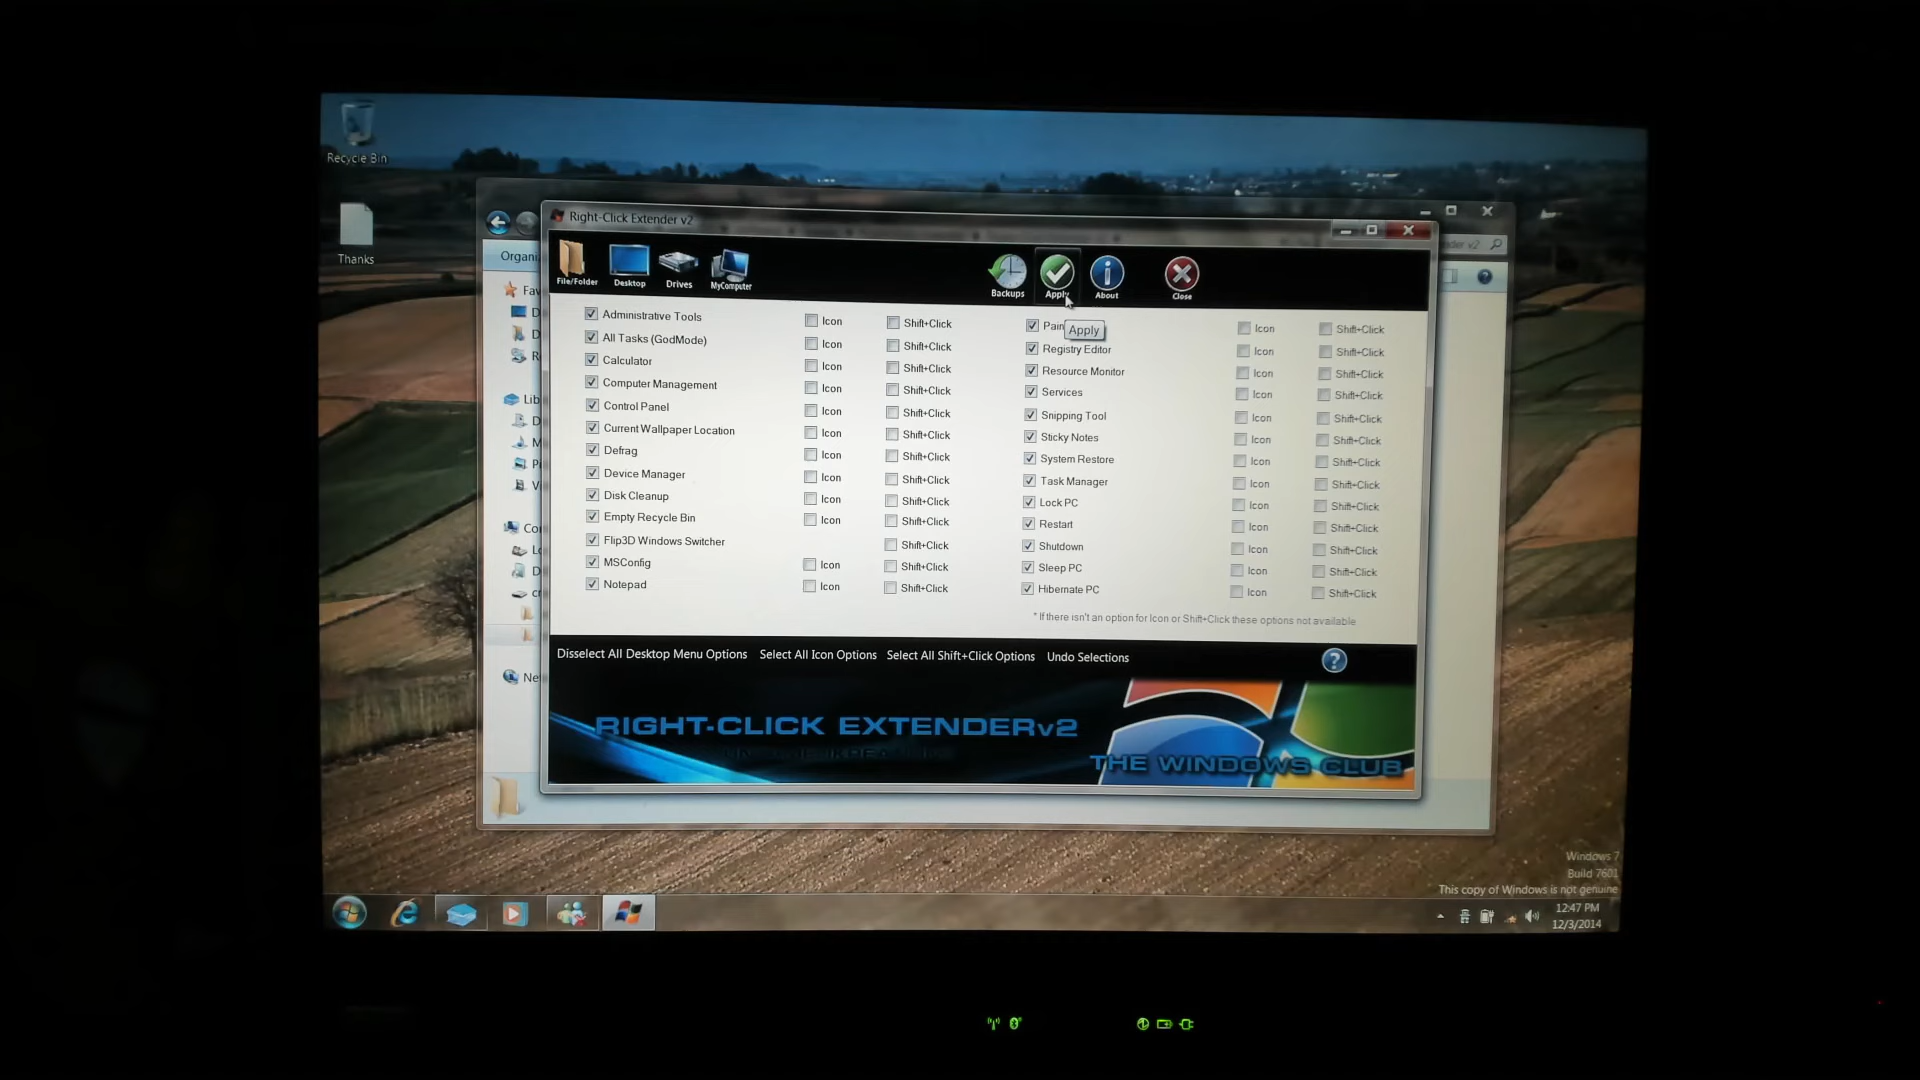 Recycle Bin
Thanks
Right-Click Extender v2
File/Folder
Desktop
Drives
MyComputer
Backups
Apply
About
Close
Apply
Administrative Tools Icon Shift+Click
All Tasks (GodMode) Icon Shift+Click
Calculator Icon Shift+Click
Computer Management Icon Shift+Click
Control Panel Icon Shift+Click
Current Wallpaper Location Icon Shift+Click
Defrag Icon Shift+Click
Device Manager Icon Shift+Click
Disk Cleanup Icon Shift+Click
Empty Recycle Bin Icon Shift+Click
Flip3D Windows Switcher Shift+Click
MSConfig Icon Shift+Click
Notepad Icon Shift+Click
Pain Icon Shift+Click
Registry Editor Icon Shift+Click
Resource Monitor Icon Shift+Click
Services Icon Shift+Click
Snipping Tool Icon Shift+Click
Sticky Notes Icon Shift+Click
System Restore Icon Shift+Click
Task Manager Icon Shift+Click
Lock PC Icon Shift+Click
Restart Icon Shift+Click
Shutdown Icon Shift+Click
Sleep PC Icon Shift+Click
Hibernate PC Icon Shift+Click
* If there isn't an option for Icon or Shift+Click these options not available
Disselect All Desktop Menu Options Select All Icon Options Select All Shift+Click Options Undo Selections
RIGHT-CLICK EXTENDERv2
THE WINDOWS CLUB
Windows 7
Build 7601
This copy of Windows is not genuine
12:47 PM
12/3/2014